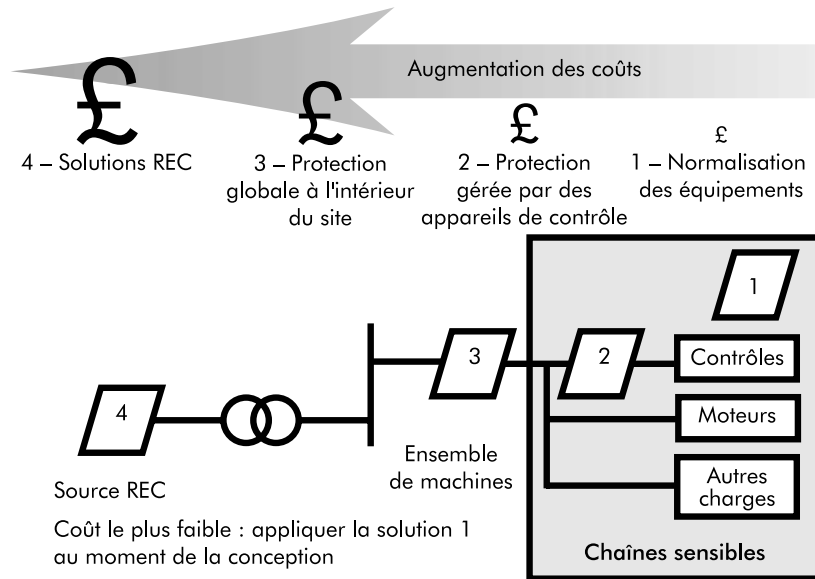 Augmentation des coûts
£
£
£
£
4 – Solutions REC
3 – Protection
globale à l'intérieur
du site
2 – Protection
gérée par des
appareils de contrôle
1 – Normalisation
des équipements
1
4
3
2
Contrôles
Moteurs
Autres
charges
Ensemble
de machines
Source REC
Coût le plus faible : appliquer la solution 1
au moment de la conception
Chaînes sensibles